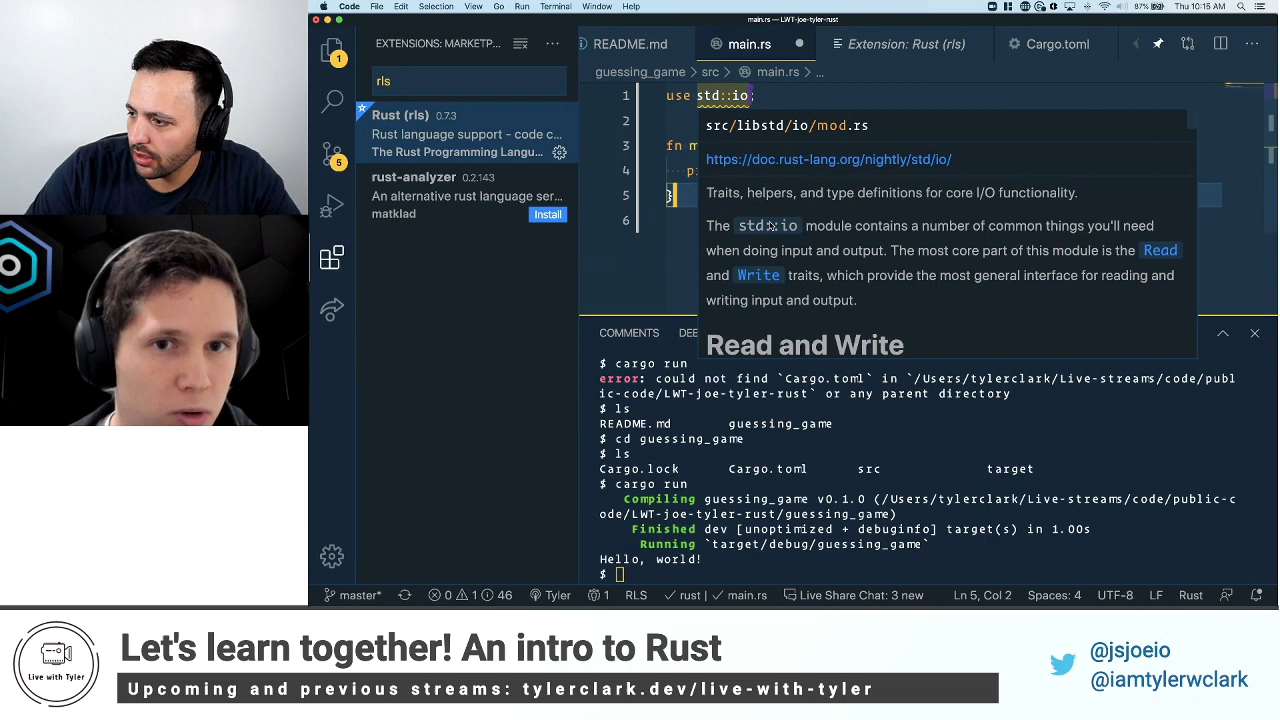 Code File Edit Selection View Go Run Terminal Window Help
87% Thu 10:15 AM
main.rs — LWT-joe-tyler-rust
EXTENSIONS: MARKETP...
README.md main.rs Extension: Rust (rls) Cargo.toml
guessing_game > src > main.rs > ...
1
5
rls
Rust (rls) 0.7.3
Rust language support - code c...
The Rust Programming Langu...
rust-analyzer 0.2.143
An alternative rust language ser...
matklad
Install
1 use std::io;
2
3 fn m
4 p
5 }
6
src/libstd/io/mod.rs
https://doc.rust-lang.org/nightly/std/io/
Traits, helpers, and type definitions for core I/O functionality.
The std::io module contains a number of common things you'll need
when doing input and output. The most core part of this module is the Read
and Write traits, which provide the most general interface for reading and
writing input and output.
Read and Write
COMMENTS DE
$ cargo run
error: could not find `Cargo.toml` in `/Users/tylerclark/Live-streams/code/publ
ic-code/LWT-joe-tyler-rust` or any parent directory
$ ls
README.md guessing_game
$ cd guessing_game
$ ls
Cargo.lock Cargo.toml src target
$ cargo run
Compiling guessing_game v0.1.0 (/Users/tylerclark/Live-streams/code/public-c
ode/LWT-joe-tyler-rust/guessing_game)
Finished dev [unoptimized + debuginfo] target(s) in 1.00s
Running `target/debug/guessing_game`
Hello, world!
$
master* 0 1 46 Tyler 1 RLS rust | main.rs Live Share Chat: 3 new Ln 5, Col 2 Spaces: 4 UTF-8 LF Rust
Live with Tyler
Let's learn together! An intro to Rust
Upcoming and previous streams: tylerclark.dev/live-with-tyler
@jsjoeio
@iamtylerwclark